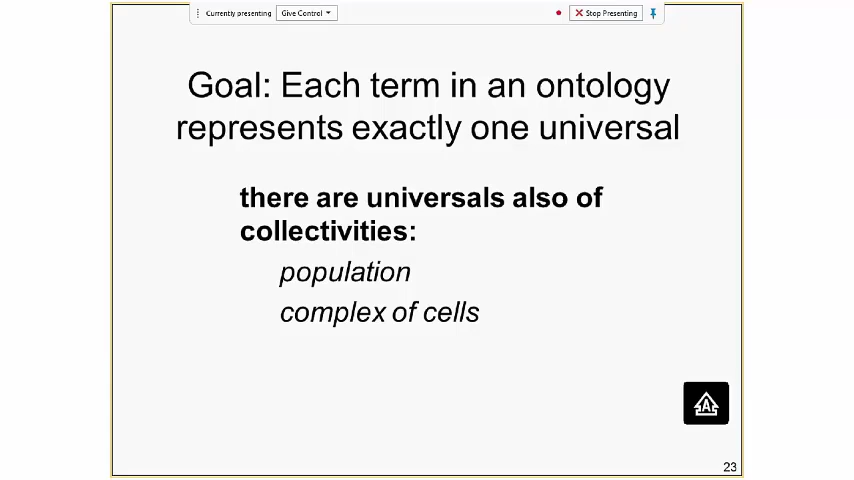 Currently presenting Give Control Stop Presenting
Goal: Each term in an ontology
represents exactly one universal
there are universals also of
collectivities:
population
complex of cells
A
23